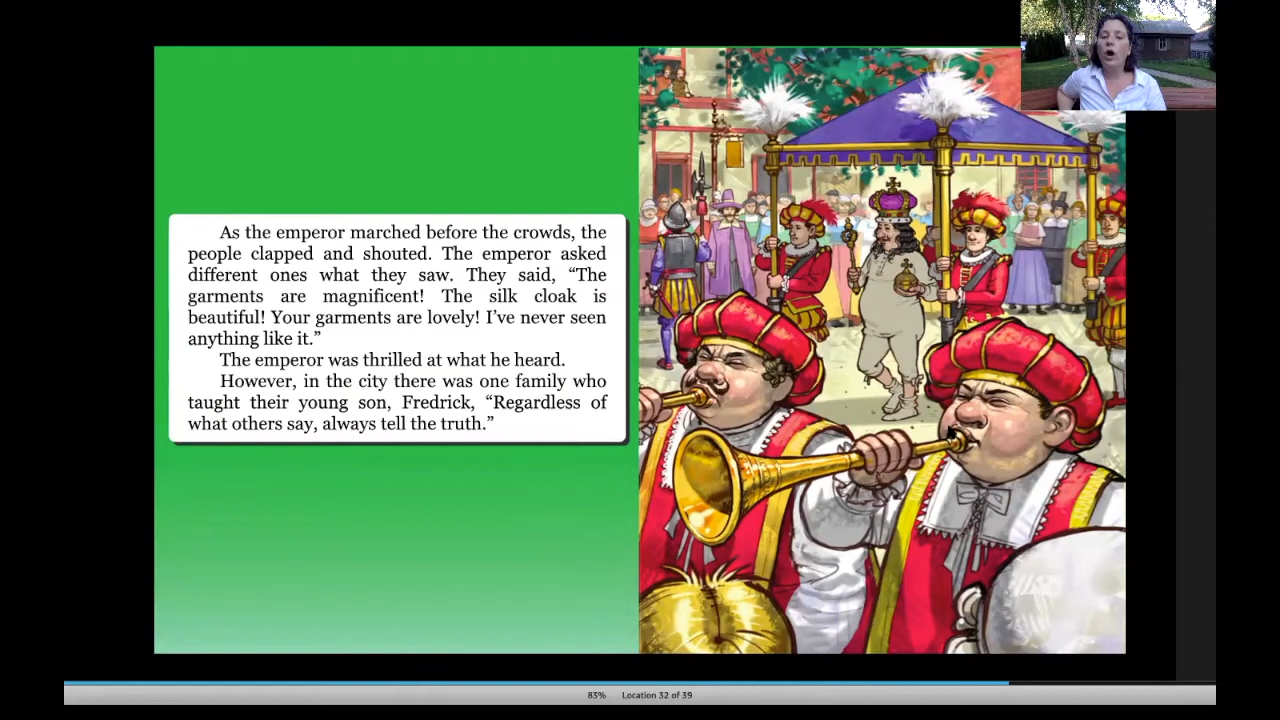 As the emperor marched before the crowds, the
people clapped and shouted. The emperor asked
different ones what they saw. They said, “The
garments are magnificent! The silk cloak is
beautiful! Your garments are lovely! I’ve never seen
anything like it.”
The emperor was thrilled at what he heard.
However, in the city there was one family who
taught their young son, Fredrick, “Regardless of
what others say, always tell the truth.”
83% Location 32 of 39